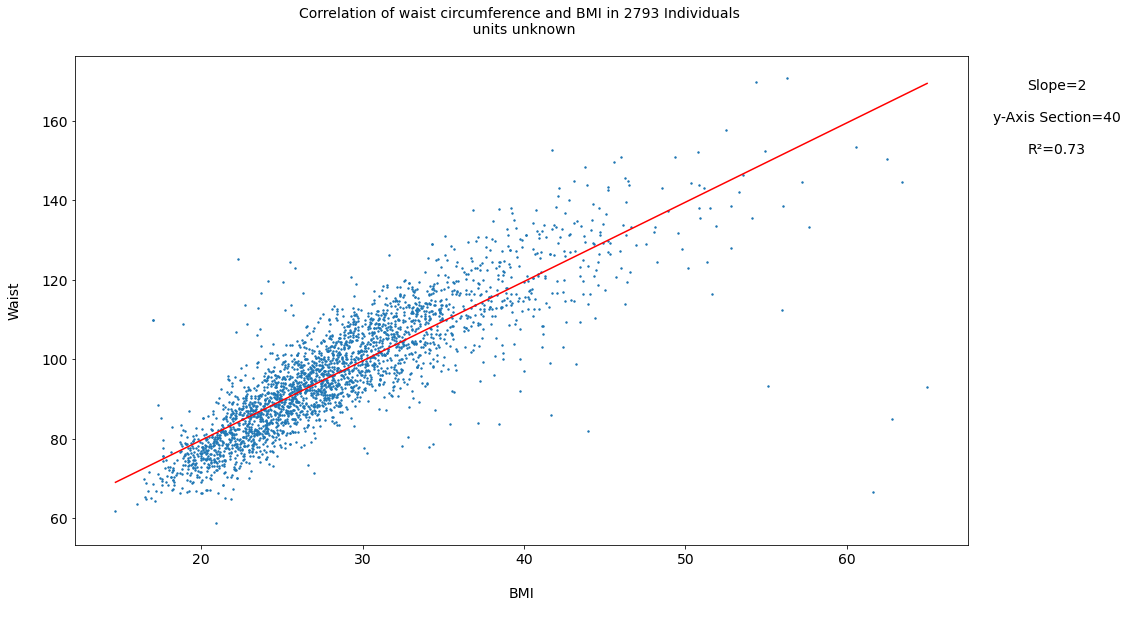 Correlation of waist circumference and BMI in 2793 Individuals
units unknown
Slope=2
y-Axis Section=40
R²=0.73
Waist
160
140
120
100
80
60
20 30 40 50 60
BMI